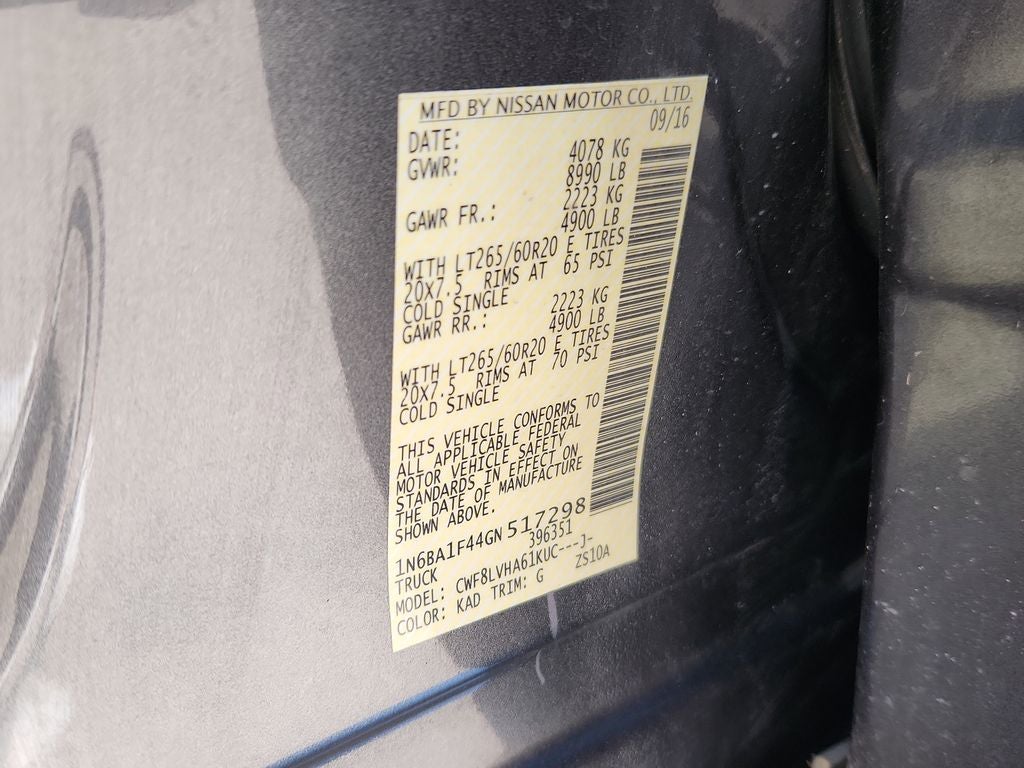 MFD BY NISSAN MOTOR CO., LTD.
DATE: 09/16
GVWR: 4078 KG
8990 LB
GAWR FR.: 2223 KG
4900 LB
WITH LT265/60R20 E TIRES
20X7.5 RIMS AT 65 PSI
COLD SINGLE
GAWR RR.: 2223 KG
4900 LB
WITH LT265/60R20 E TIRES
20X7.5 RIMS AT 70 PSI
COLD SINGLE
THIS VEHICLE CONFORMS TO
ALL APPLICABLE FEDERAL
MOTOR VEHICLE SAFETY
STANDARDS IN EFFECT ON
THE DATE OF MANUFACTURE
SHOWN ABOVE.
1N6BA1F44GN517298
TRUCK 396351
MODEL: CWF8LVHA61KUC---J-
COLOR: KAD TRIM: G ZS10A